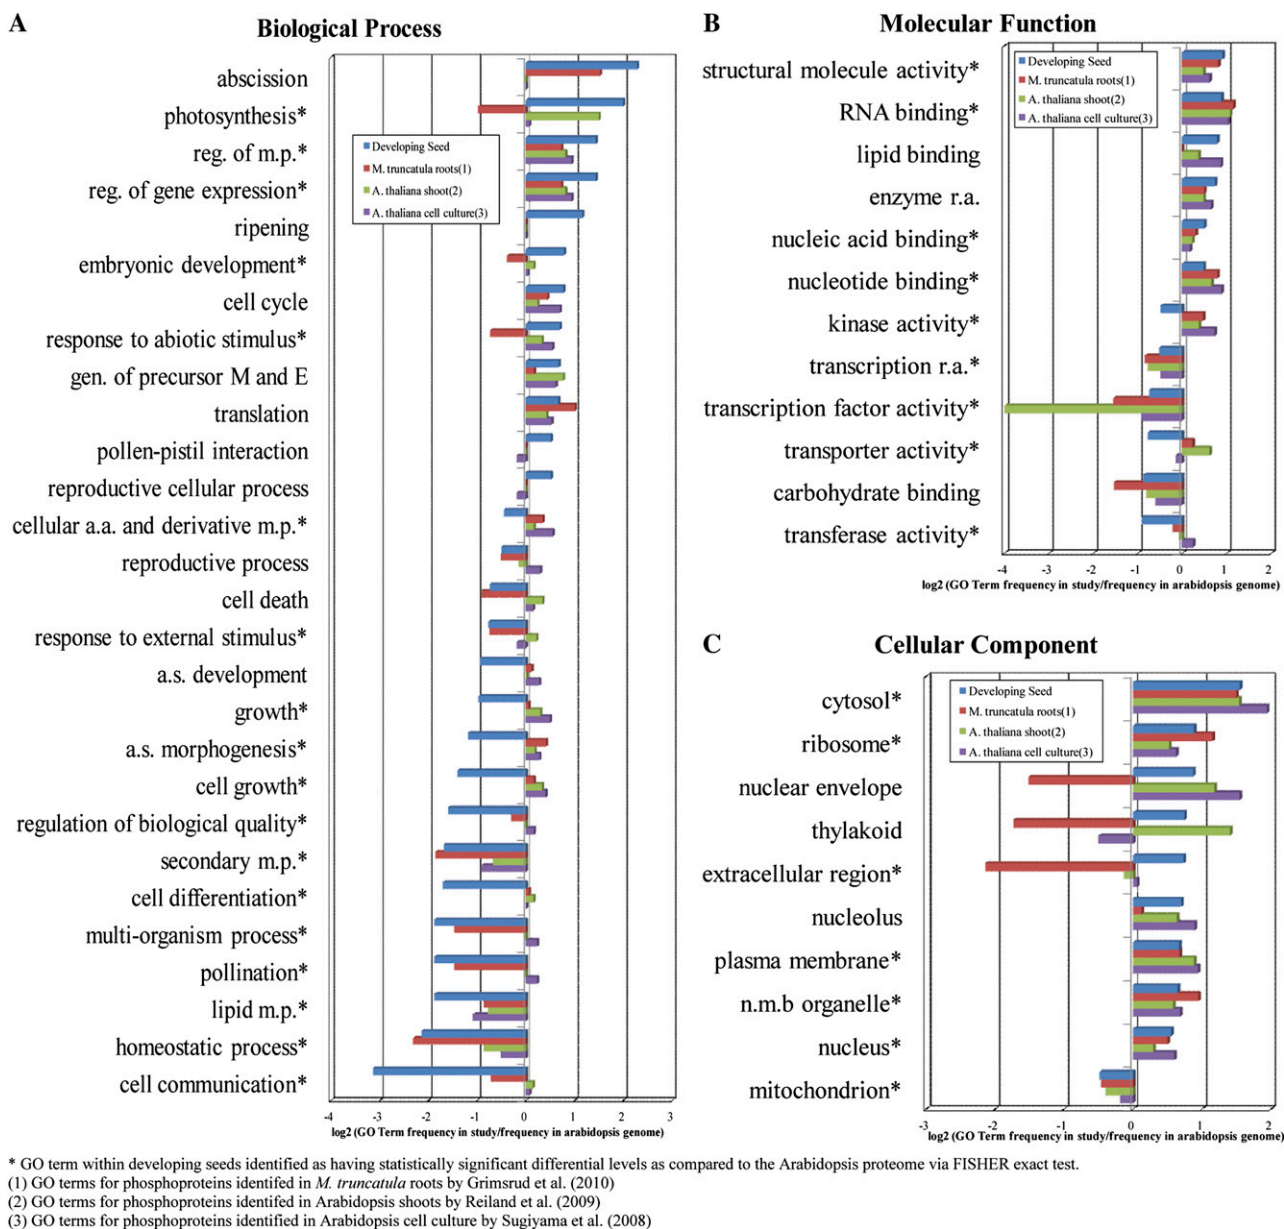 A
Biological Process
abscission
photosynthesis*
reg. of m.p.*
reg. of gene expression*
ripening
embryonic development*
cell cycle
response to abiotic stimulus*
gen. of precursor M and E
translation
pollen-pistil interaction
reproductive cellular process
cellular a.a. and derivative m.p.*
reproductive process
cell death
response to external stimulus*
a.s. development
growth*
a.s. morphogenesis*
cell growth*
regulation of biological quality*
secondary m.p.*
cell differentiation*
multi-organism process*
pollination*
lipid m.p.*
homeostatic process*
cell communication*
Developing Seed
M. truncatula roots(1)
A. thaliana shoot(2)
A. thaliana cell culture(3)
-4 -3 -2 -1 0 1 2 3
log2 (GO Term frequency in study/frequency in arabidopsis genome)
B
Molecular Function
structural molecule activity*
RNA binding*
lipid binding
enzyme r.a.
nucleic acid binding*
nucleotide binding*
kinase activity*
transcription r.a.*
transcription factor activity*
transporter activity*
carbohydrate binding
transferase activity*
Developing Seed
M. truncatula roots(1)
A. thaliana shoot(2)
A. thaliana cell culture(3)
-4 -3 -2 -1 0 1 2
log2 (GO Term frequency in study/frequency in arabidopsis genome)
C
Cellular Component
cytosol*
ribosome*
nuclear envelope
thylakoid
extracellular region*
nucleolus
plasma membrane*
n.m.b organelle*
nucleus*
mitochondrion*
Developing Seed
M. truncatula roots(1)
A. thaliana shoot(2)
A. thaliana cell culture(3)
-3 -2 -1 0 1 2
log2 (GO Term frequency in study/frequency in arabidopsis genome)
* GO term within developing seeds identified as having statistically significant differential levels as compared to the Arabidopsis proteome via FISHER exact test.
(1) GO terms for phosphoproteins identifed in M. truncatula roots by Grimsrud et al. (2010)
(2) GO terms for phosphoproteins identified in Arabidopsis shoots by Reiland et al. (2009)
(3) GO terms for phosphoproteins identified in Arabidopsis cell culture by Sugiyama et al. (2008)